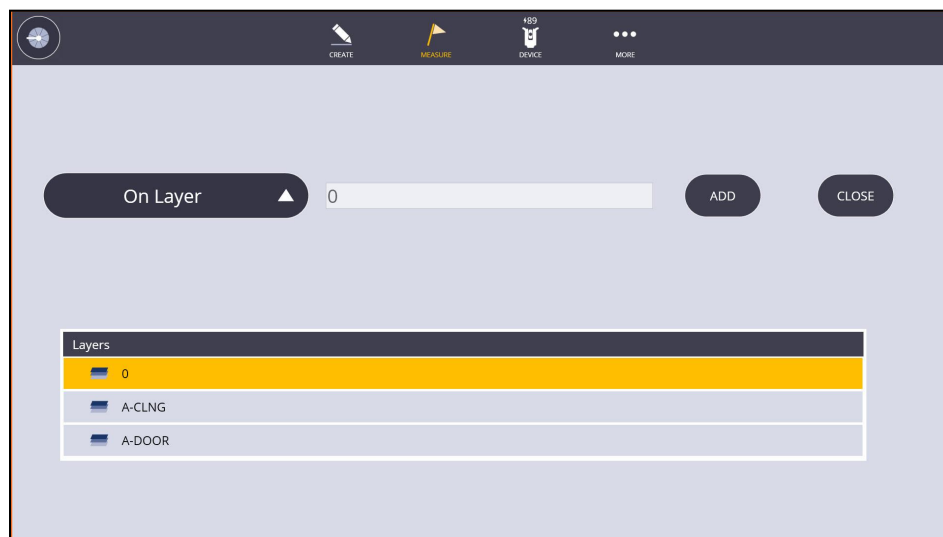 ⚡89
CREATE
MEASURE
DEVICE
MORE
On Layer
0
ADD
CLOSE
Layers
0
A-CLNG
A-DOOR